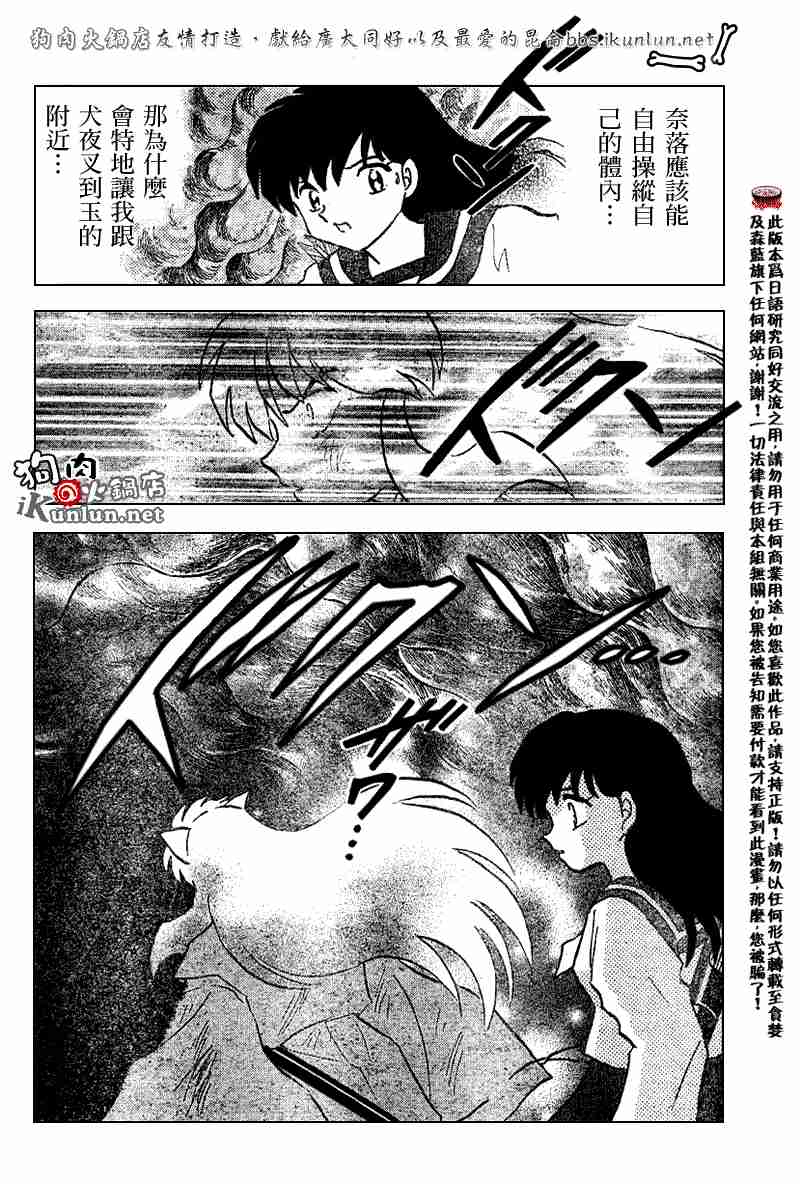 狗肉火鍋店友情打造、獻給廣大同好以及最愛的昆侖bbs.ikunlun.net
奈落應該能
自由操縱自
己的體內…
那為什麼
會特地讓我跟
犬夜叉到玉的
附近…
ドクン
ドクン
狗肉
火鍋店
iKunlun.net
ドクン…
ザワ
此版本爲日語研究同好交流之用，請勿用于任何商業用途，如您喜歡此作品，請支持正版！請勿以任何形式轉載至貪婪
及森藍旗下任何網站，謝謝！一切法律責任與本組無關，如果您被告知需要付款才能看到此漫畫，那麼，您被騙了！